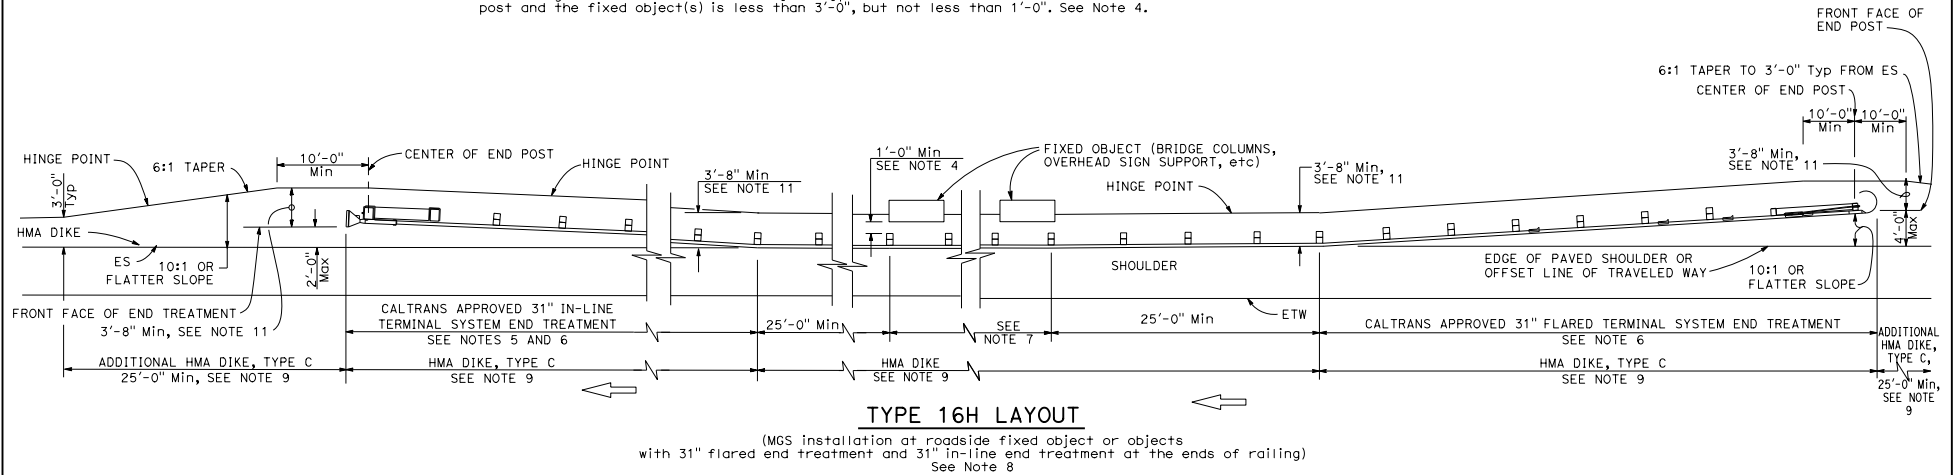 post and the fixed object(s) is less than 3'-0", but not less than 1'-0". See Note 4.
FRONT FACE OF
END POST
6:1 TAPER TO 3'-0" Typ FROM ES
CENTER OF END POST
10'-0"
Min
10'-0"
Min
HINGE POINT
6:1 TAPER
10'-0"
Min
CENTER OF END POST
HINGE POINT
3'-8" Min
SEE NOTE 11
1'-0" Min
SEE NOTE 4
FIXED OBJECT (BRIDGE COLUMNS,
OVERHEAD SIGN SUPPORT, etc)
HINGE POINT
3'-8" Min,
SEE NOTE 11
3'-8" Min,
SEE NOTE 11
3'-0"
Typ
HMA DIKE
ES
10:1 OR
FLATTER SLOPE
2'-0"
Max
SHOULDER
EDGE OF PAVED SHOULDER OR
OFFSET LINE OF TRAVELED WAY
10:1 OR
FLATTER SLOPE
4'-0"
Max
FRONT FACE OF END TREATMENT
3'-8" Min, SEE NOTE 11
CALTRANS APPROVED 31" IN-LINE
TERMINAL SYSTEM END TREATMENT
SEE NOTES 5 AND 6
25'-0" Min
SEE
NOTE 7
25'-0" Min
ETW
CALTRANS APPROVED 31" FLARED TERMINAL SYSTEM END TREATMENT
SEE NOTE 6
ADDITIONAL HMA DIKE, TYPE C
25'-0" Min, SEE NOTE 9
HMA DIKE, TYPE C
SEE NOTE 9
HMA DIKE
SEE NOTE 9
HMA DIKE, TYPE C
SEE NOTE 9
ADDITIONAL
HMA DIKE,
TYPE C,
25'-0" Min,
SEE NOTE
9
TYPE 16H LAYOUT
(MGS installation at roadside fixed object or objects
with 31" flared end treatment and 31" in-line end treatment at the ends of railing)
See Note 8